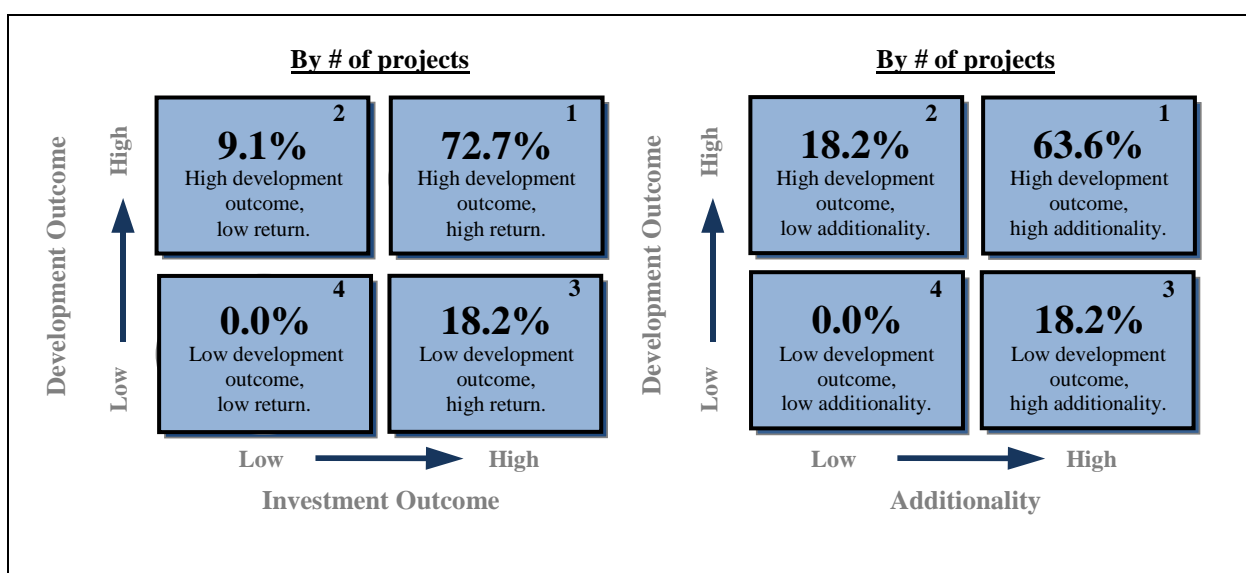 By # of projects
Development Outcome
High
Low
2
9.1%
High development
outcome,
low return.
1
72.7%
High development
outcome,
high return.
4
0.0%
Low development
outcome,
low return.
3
18.2%
Low development
outcome,
high return.
Low
High
Investment Outcome
By # of projects
Development Outcome
High
Low
2
18.2%
High development
outcome,
low additionality.
1
63.6%
High development
outcome,
high additionality.
4
0.0%
Low development
outcome,
low additionality.
3
18.2%
Low development
outcome,
high additionality.
Low
High
Additionality